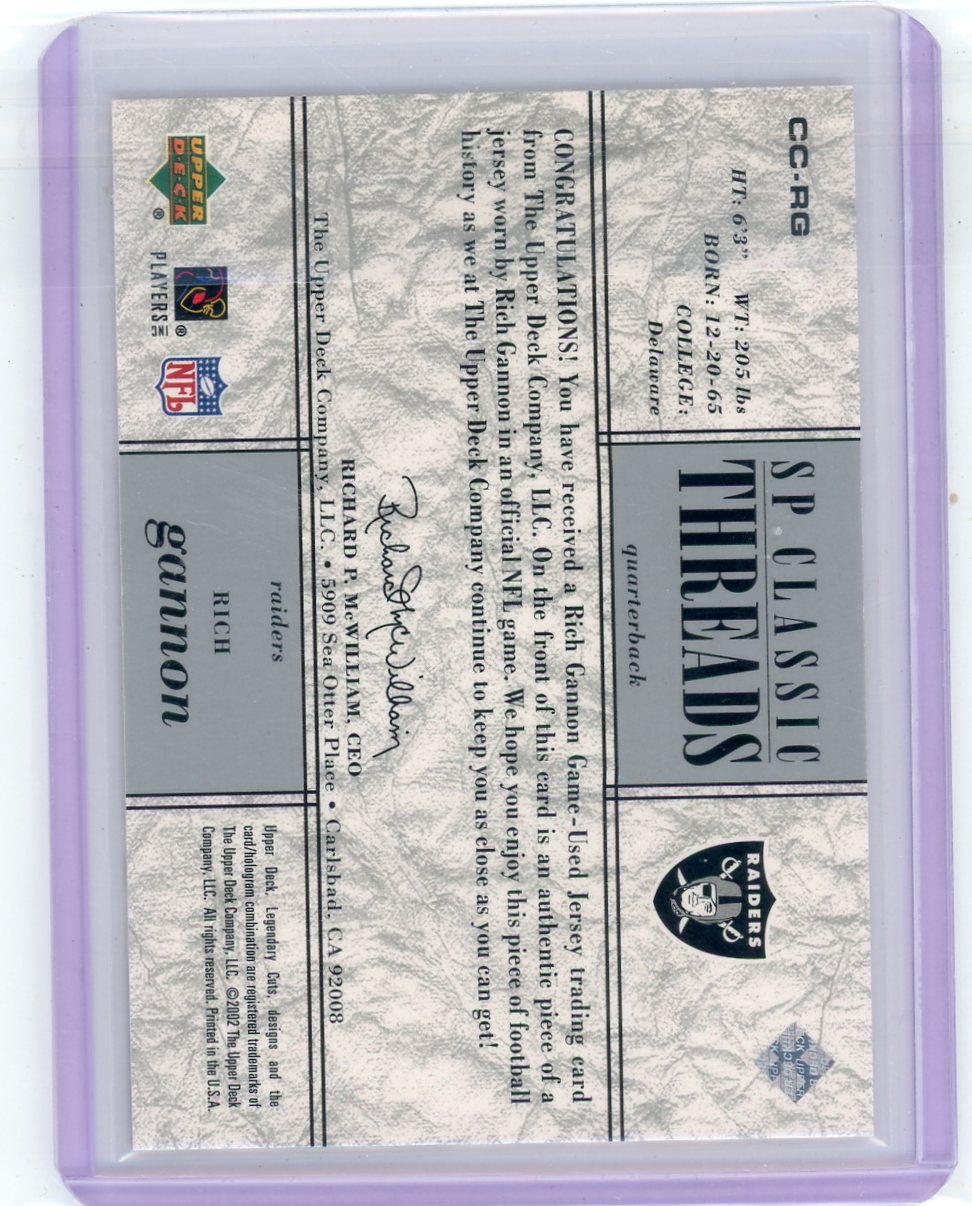 CC-RG
HT: 6'3" WT: 205 lbs
BORN: 12-20-65
COLLEGE:
Delaware
SP CLASSIC
THREADS
quarterback
RAIDERS
CONGRATULATIONS! You have received a Rich Gannon Game-Used Jersey trading card
from The Upper Deck Company, LLC. On the front of this card is an authentic piece of a
jersey worn by Rich Gannon in an official NFL game. We hope you enjoy this piece of football
history as we at The Upper Deck Company continue to keep you as close as you can get!
Richard P. McWilliam
RICHARD P. McWILLIAM, CEO
The Upper Deck Company, LLC. • 5909 Sea Otter Place • Carlsbad, CA 92008
UPPER
D·E·C·K
®
PLAYERS INC ®
NFL
raiders
RICH
gannon
Upper Deck, Legendary Cuts, designs and the
card/hologram combination are registered trademarks of
The Upper Deck Company, LLC. ©2002 The Upper Deck
Company, LLC. All rights reserved. Printed in the U.S.A.